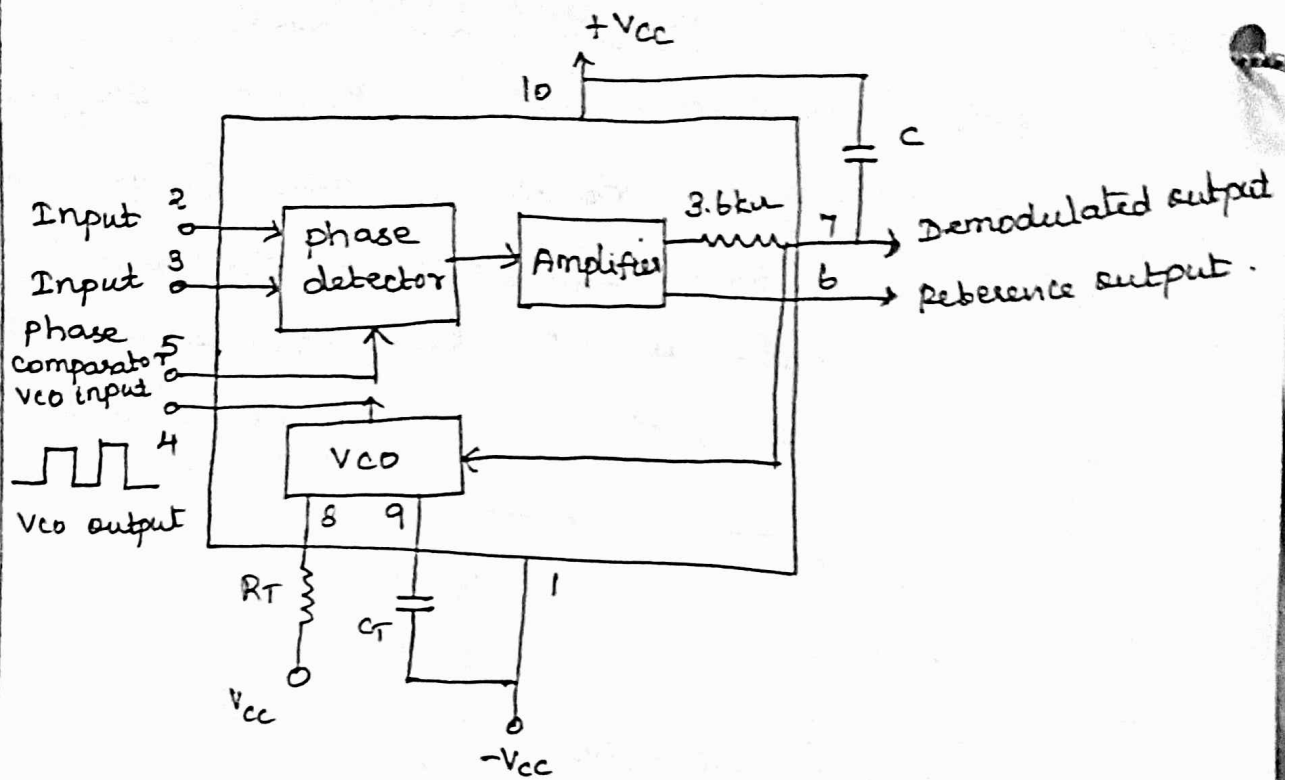 +Vcc
10
C
Input 2
Input 3
Phase
comparator 5
VCO input
4
VCO output
phase
detector
Amplifier
3.6kΩ
7
Demodulated output
6
Reberence output .
VCO
8 9
RT
CT
1
Vcc
-Vcc